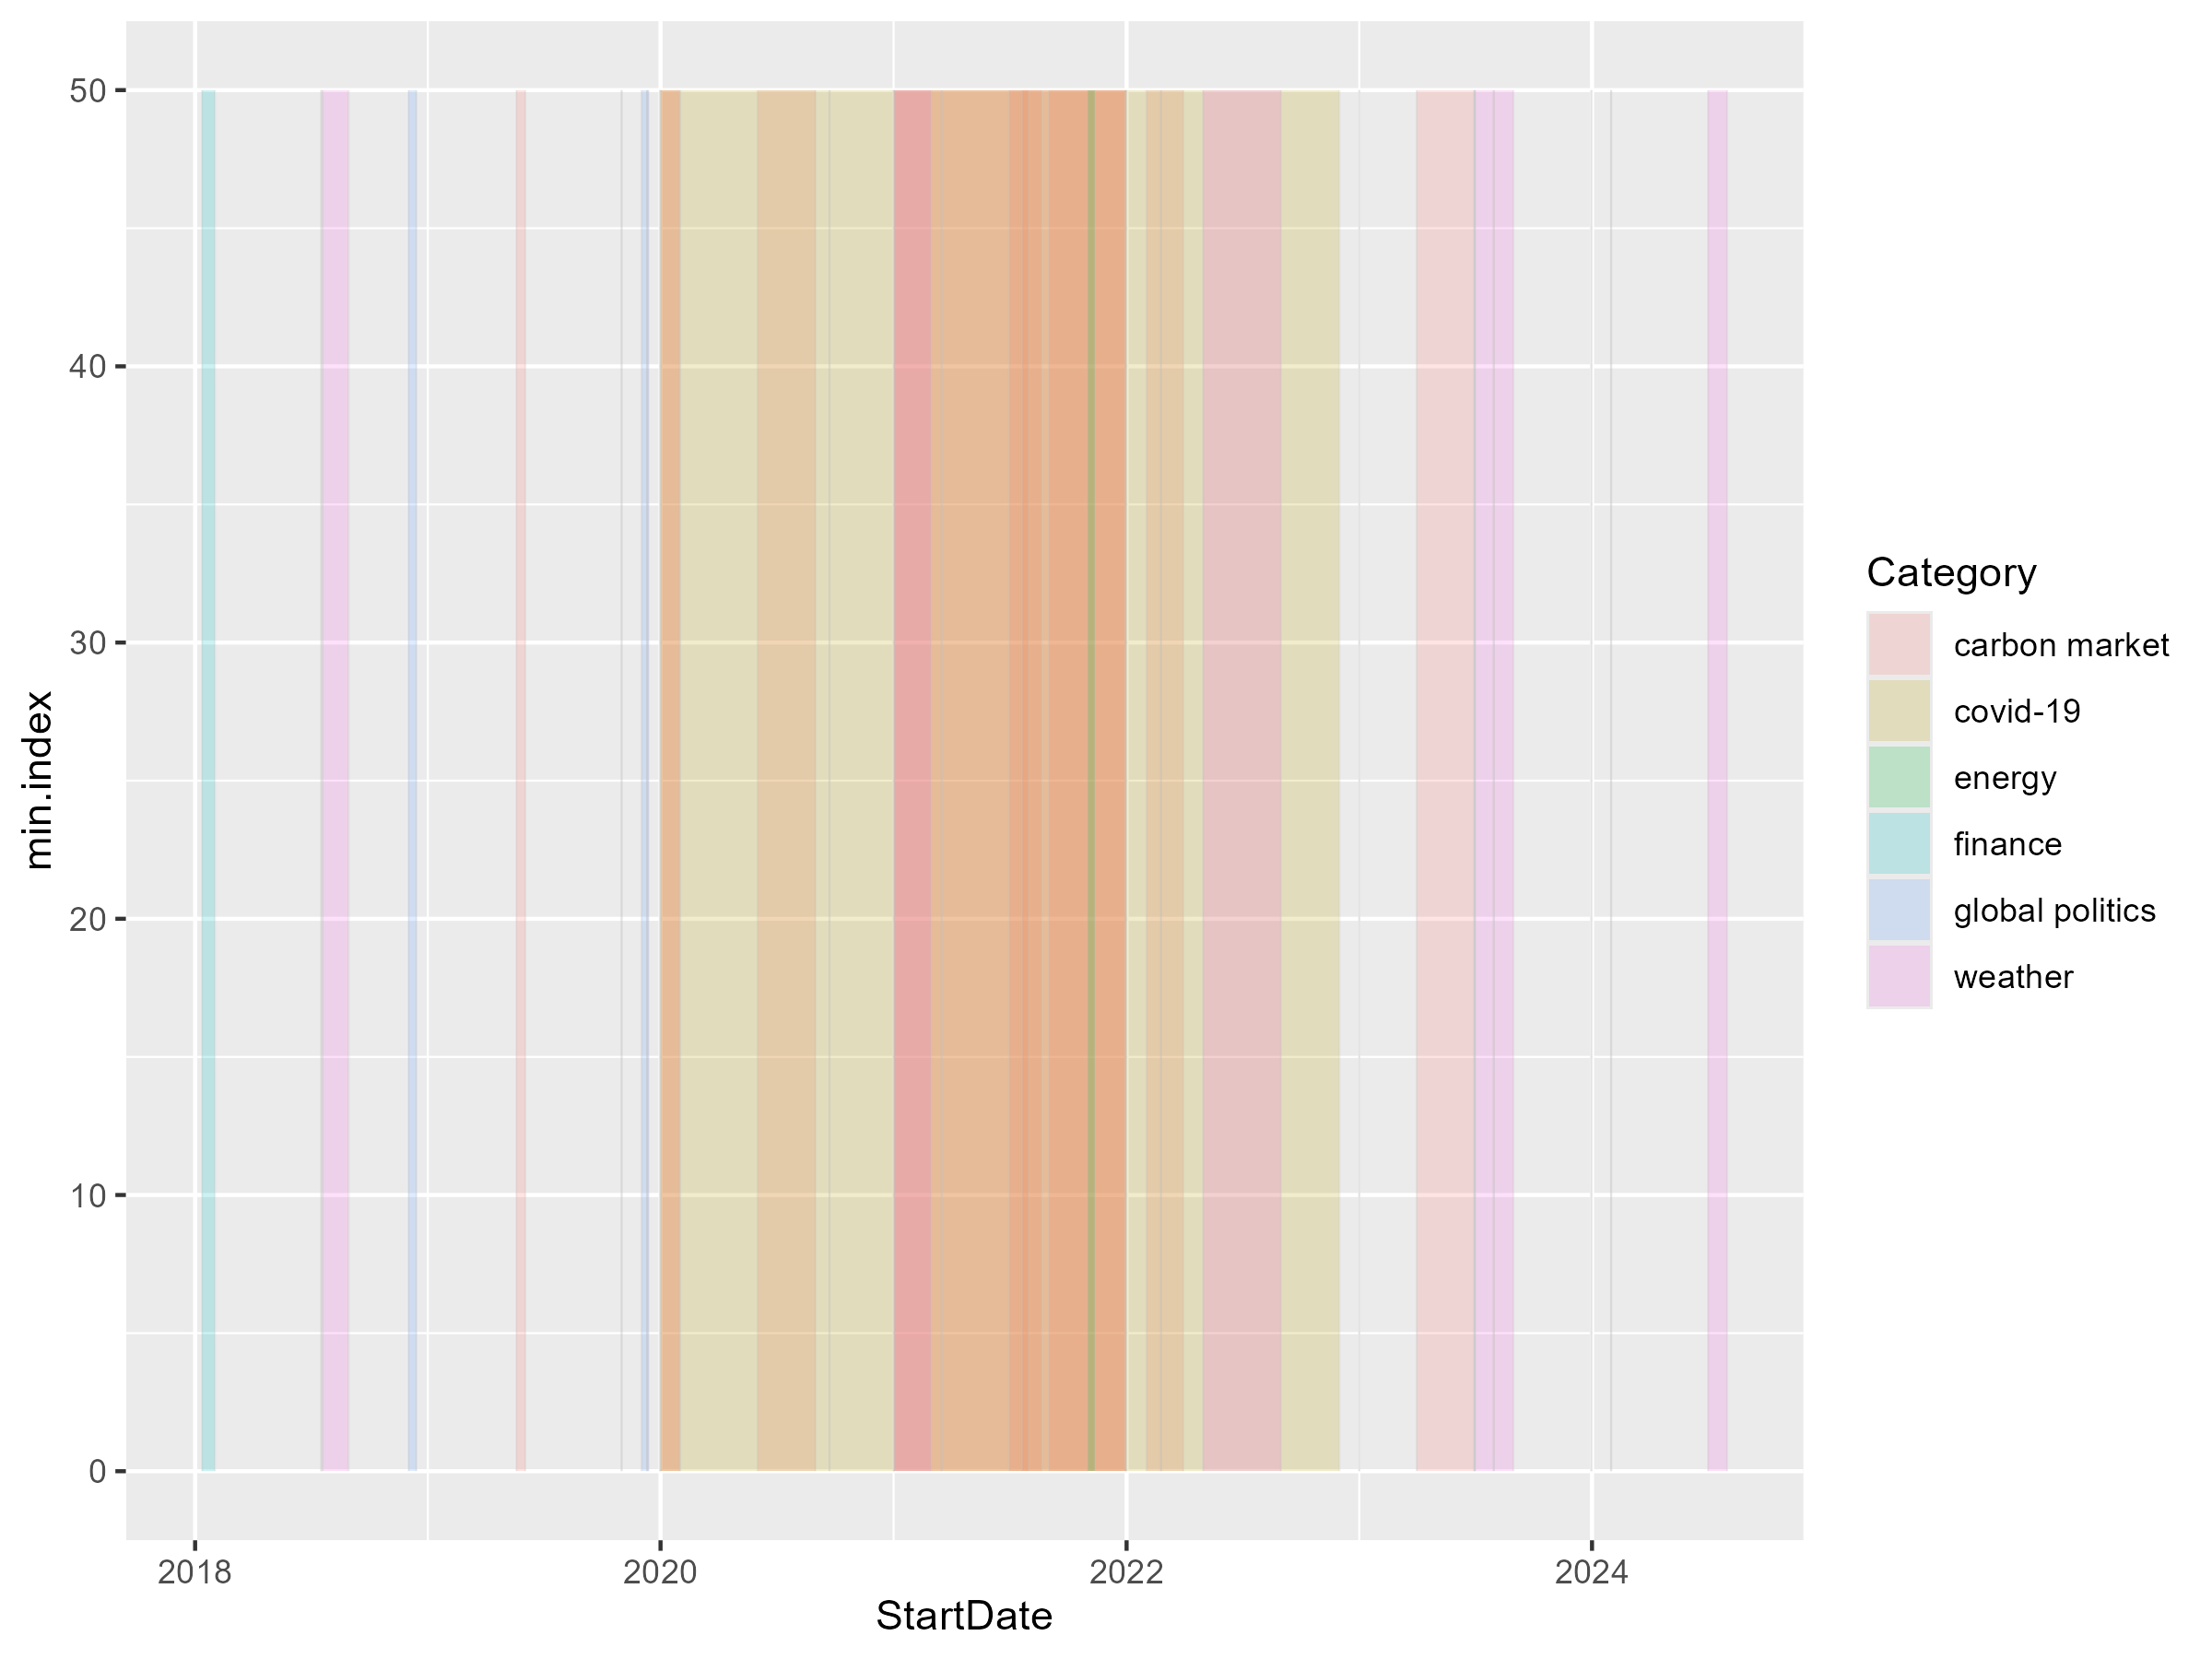 50
40
30
20
10
0
min.index
2018 2020 2022 2024
StartDate
Category
carbon market
covid-19
energy
finance
global politics
weather